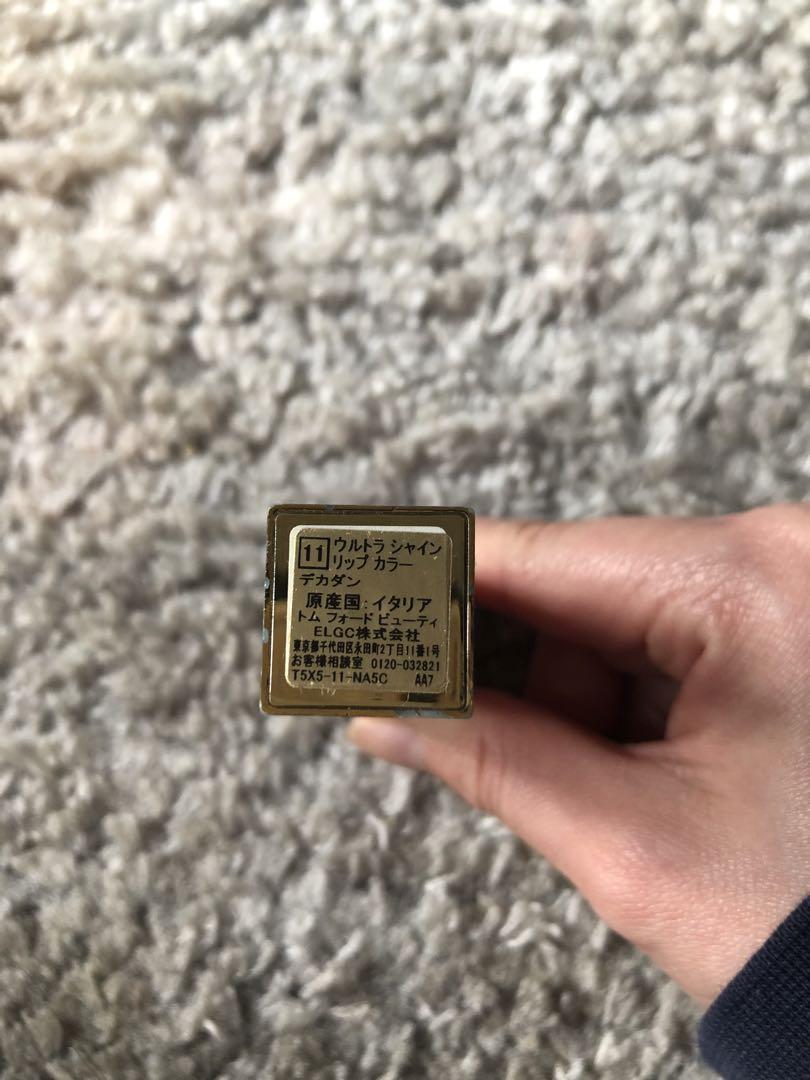 11 ウルトラ シャイン
リップ カラー
デカダン
原産国:イタリア
トム フォード ビューティ
ELGC株式会社
東京都千代田区永田町2丁目11番1号
お客様相談室 0120-032821
T5X5-11-NA5C AA7